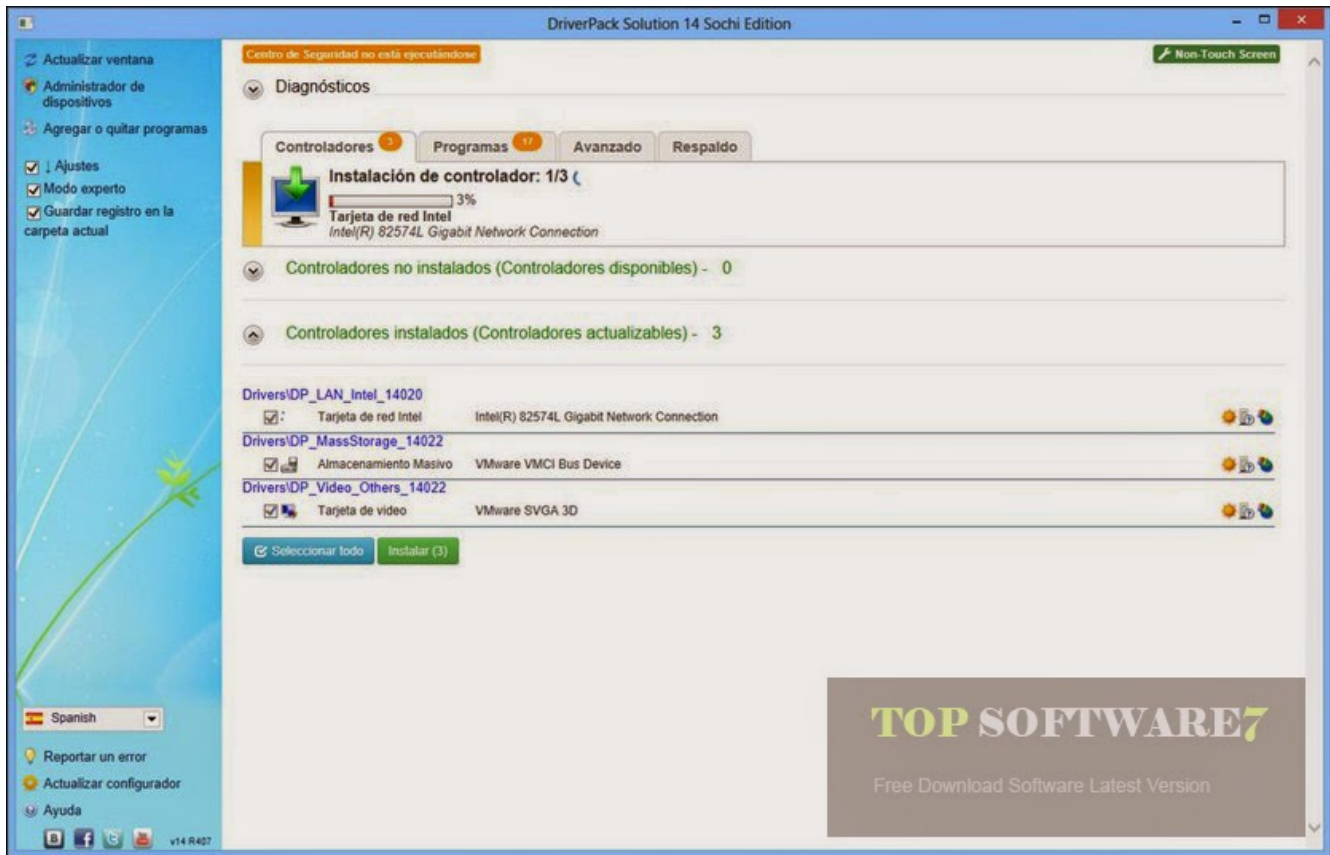 DriverPack Solution 14 Sochi Edition
Actualizar ventana
Administrador de
dispositivos
Agregar o quitar programas
↓ Ajustes
Modo experto
Guardar registro en la
carpeta actual
Centro de Seguridad no está ejecutándose
Non-Touch Screen
Diagnósticos
Controladores 3
Programas 17
Avanzado
Respaldo
Instalación de controlador: 1/3
3%
Tarjeta de red Intel
Intel(R) 82574L Gigabit Network Connection
Controladores no instalados (Controladores disponibles) - 0
Controladores instalados (Controladores actualizables) - 3
Drivers\DP_LAN_Intel_14020
Tarjeta de red Intel Intel(R) 82574L Gigabit Network Connection
Drivers\DP_MassStorage_14022
Almacenamiento Masivo VMware VMCI Bus Device
Drivers\DP_Video_Others_14022
Tarjeta de video VMware SVGA 3D
Seleccionar todo
Instalar (3)
Spanish
Reportar un error
Actualizar configurador
Ayuda
v14 R407
TOP SOFTWARE7
Free Download Software Latest Version